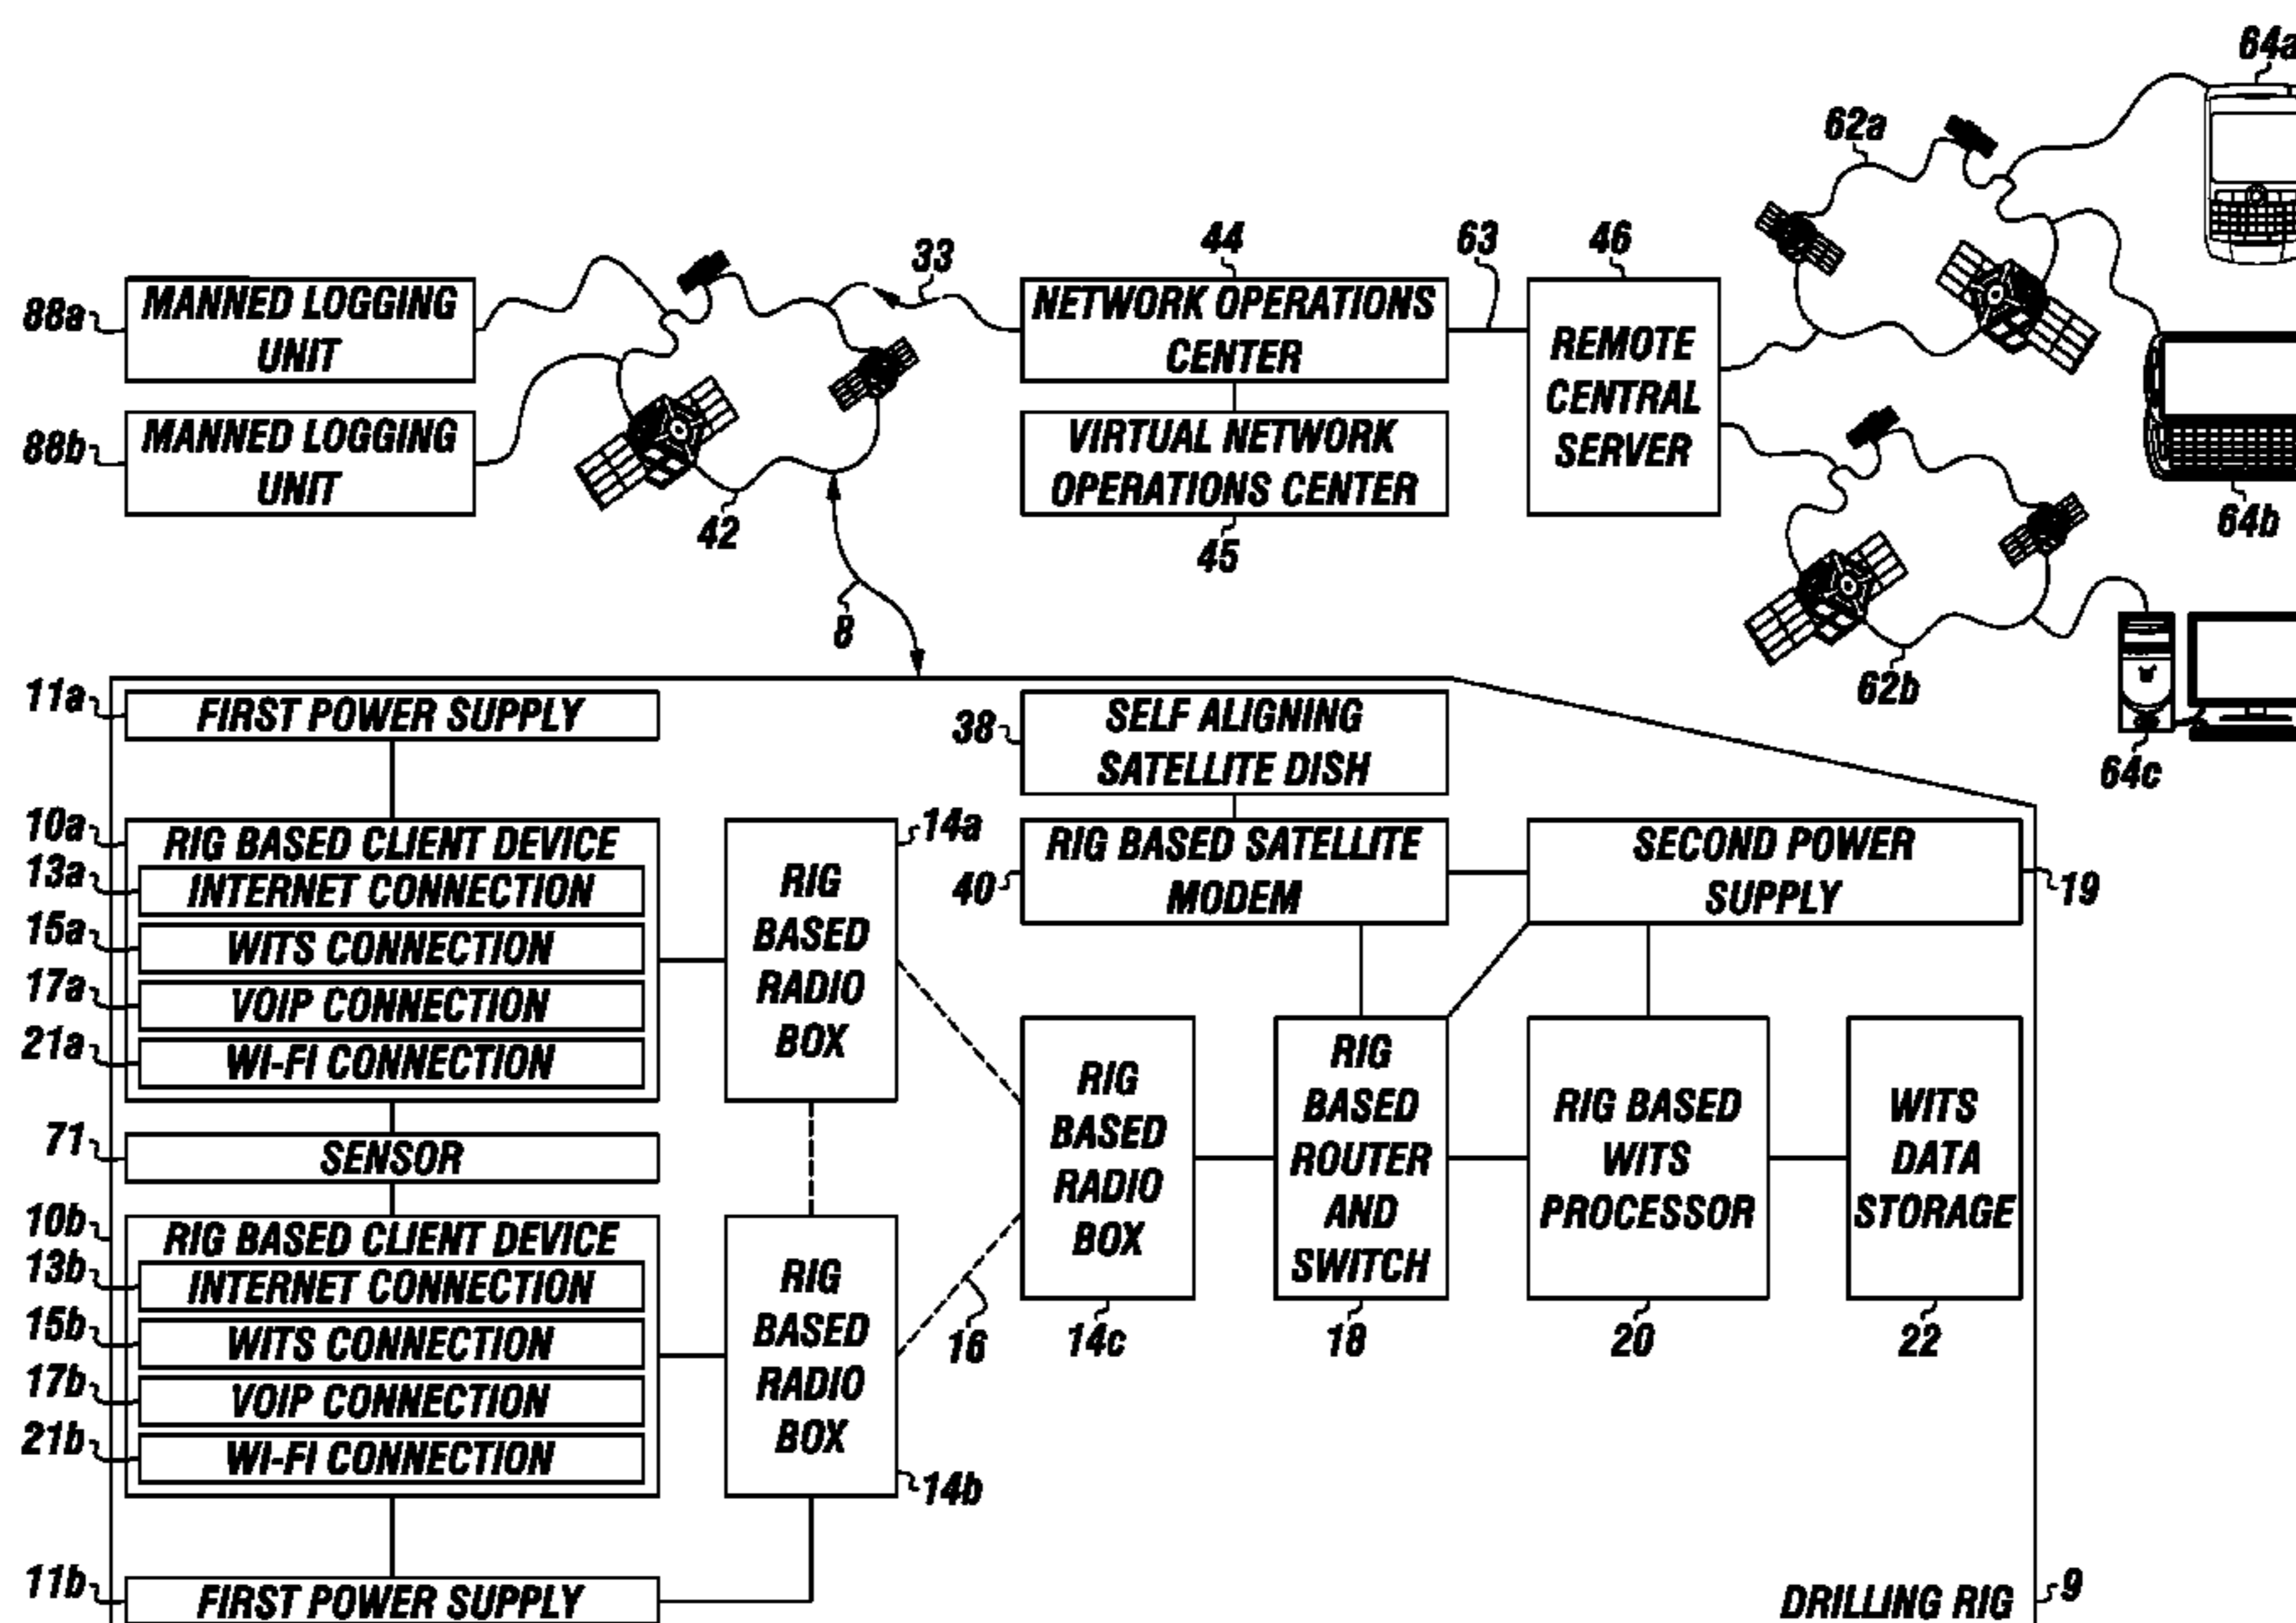 64a
62a
33
44
63
46
88a
MANNED LOGGING
UNIT
NETWORK OPERATIONS
CENTER
REMOTE
CENTRAL
SERVER
88b
MANNED LOGGING
UNIT
VIRTUAL NETWORK
OPERATIONS CENTER
42
45
64b
8
62b
64c
11a
FIRST POWER SUPPLY
38
SELF ALIGNING
SATELLITE DISH
10a
RIG BASED CLIENT DEVICE
13a
INTERNET CONNECTION
15a
WITS CONNECTION
17a
VOIP CONNECTION
21a
WI-FI CONNECTION
14a
RIG
BASED
RADIO
BOX
40
RIG BASED SATELLITE
MODEM
SECOND POWER
SUPPLY
19
71
SENSOR
RIG
BASED
RADIO
BOX
14c
RIG
BASED
ROUTER
AND
SWITCH
18
RIG BASED
WITS
PROCESSOR
20
WITS
DATA
STORAGE
22
10b
RIG BASED CLIENT DEVICE
13b
INTERNET CONNECTION
15b
WITS CONNECTION
17b
VOIP CONNECTION
21b
WI-FI CONNECTION
RIG
BASED
RADIO
BOX
14b
16
11b
FIRST POWER SUPPLY
DRILLING RIG
9